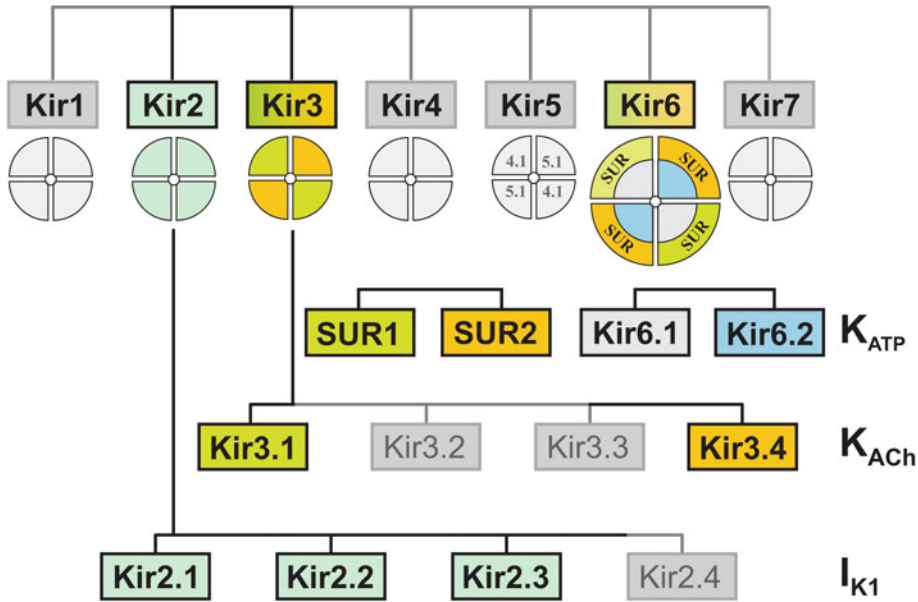 Kir1 Kir2 Kir3 Kir4 Kir5 Kir6 Kir7
4.1 5.1
5.1 4.1
SUR SUR
SUR SUR
SUR1 SUR2 Kir6.1 Kir6.2 KATP
Kir3.1 Kir3.2 Kir3.3 Kir3.4 KACh
Kir2.1 Kir2.2 Kir2.3 Kir2.4 IK1